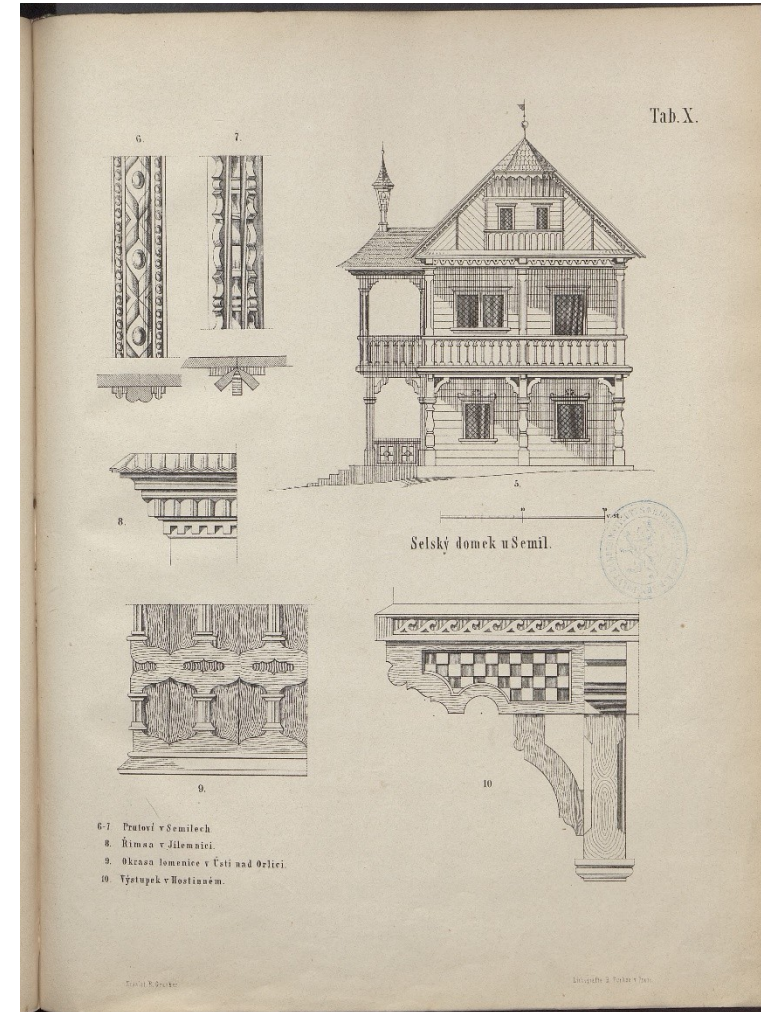 Tab. X.
6.
7.
5.
10
Selský domek u Semil.
8.
9.
10
6-7 Prutoví v Semilech
8. Římsa v Jilemnici.
9. Okrasa lomenice v Ústí nad Orlicí.
10. Výstupek v Hostinném.